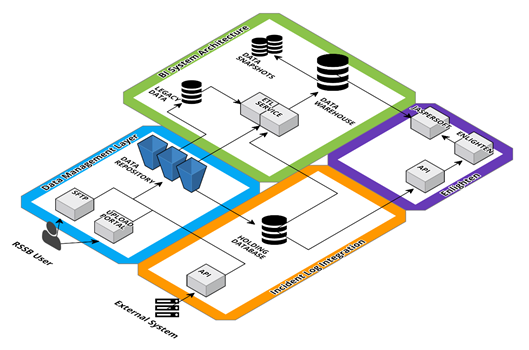 BI System Architecture
DATA
SNAPSHOTS
LEGACY
DATA
ETL
SERVICE
DATA
WAREHOUSE
JASPERSOFT
ENLIGHTEN
API
Enlighten
Data Management Layer
DATA
REPOSITORY
SFTP
UPLOAD
PORTAL
RSSB User
HOLDING
DATABASE
API
Incident Log Integration
External System